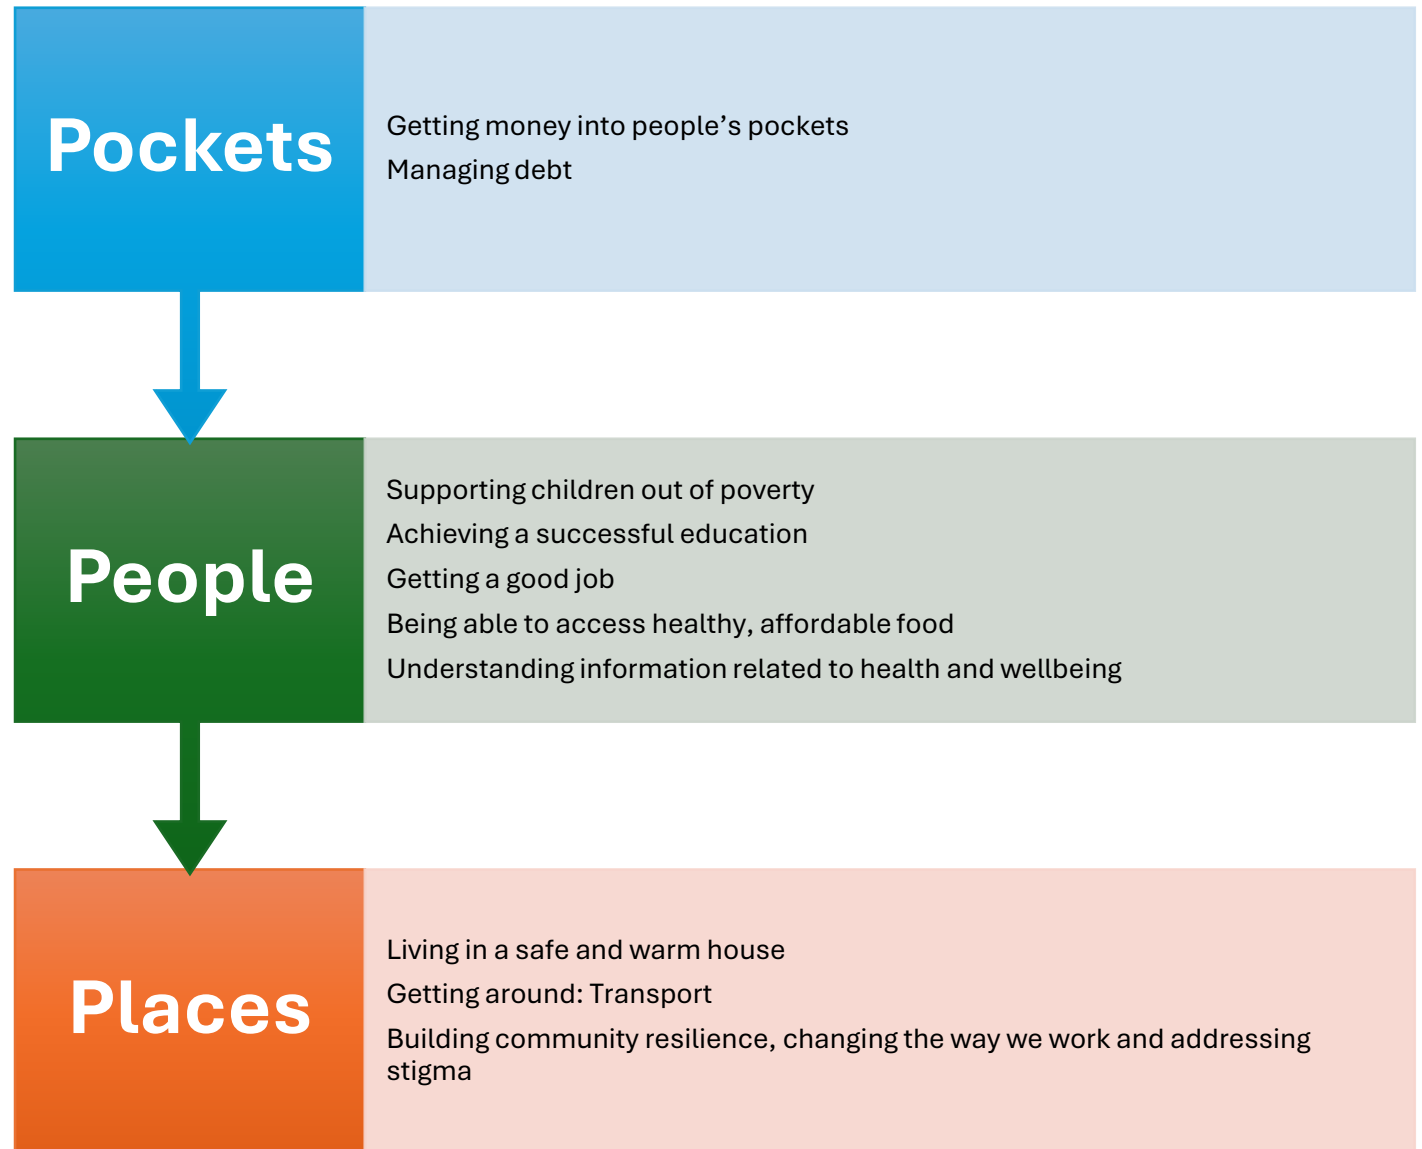 Pockets
Getting money into people’s pockets
Managing debt
People
Supporting children out of poverty
Achieving a successful education
Getting a good job
Being able to access healthy, affordable food
Understanding information related to health and wellbeing
Places
Living in a safe and warm house
Getting around: Transport
Building community resilience, changing the way we work and addressing
stigma